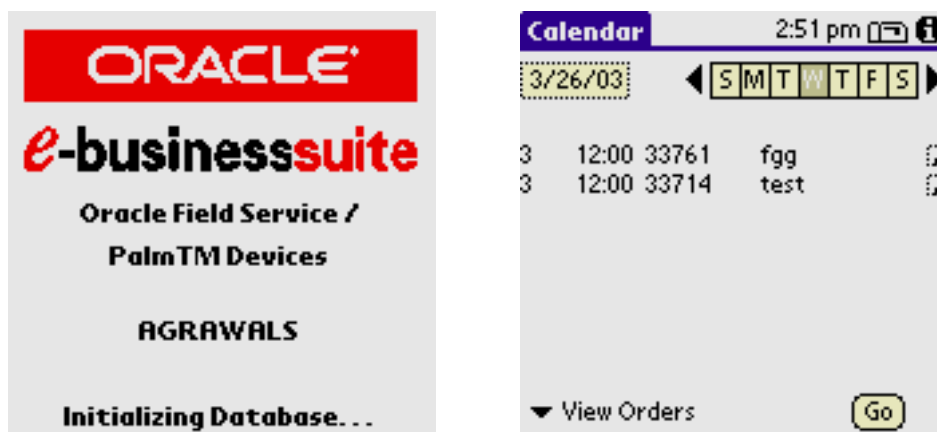 ORACLE
e-businesssuite
Oracle Field Service /
PalmTM Devices
AGRAWALS
Initializing Database...
Calendar 2:51 pm
3/26/03 S M T W T F S
3 12:00 33761 fgg
3 12:00 33714 test
View Orders Go